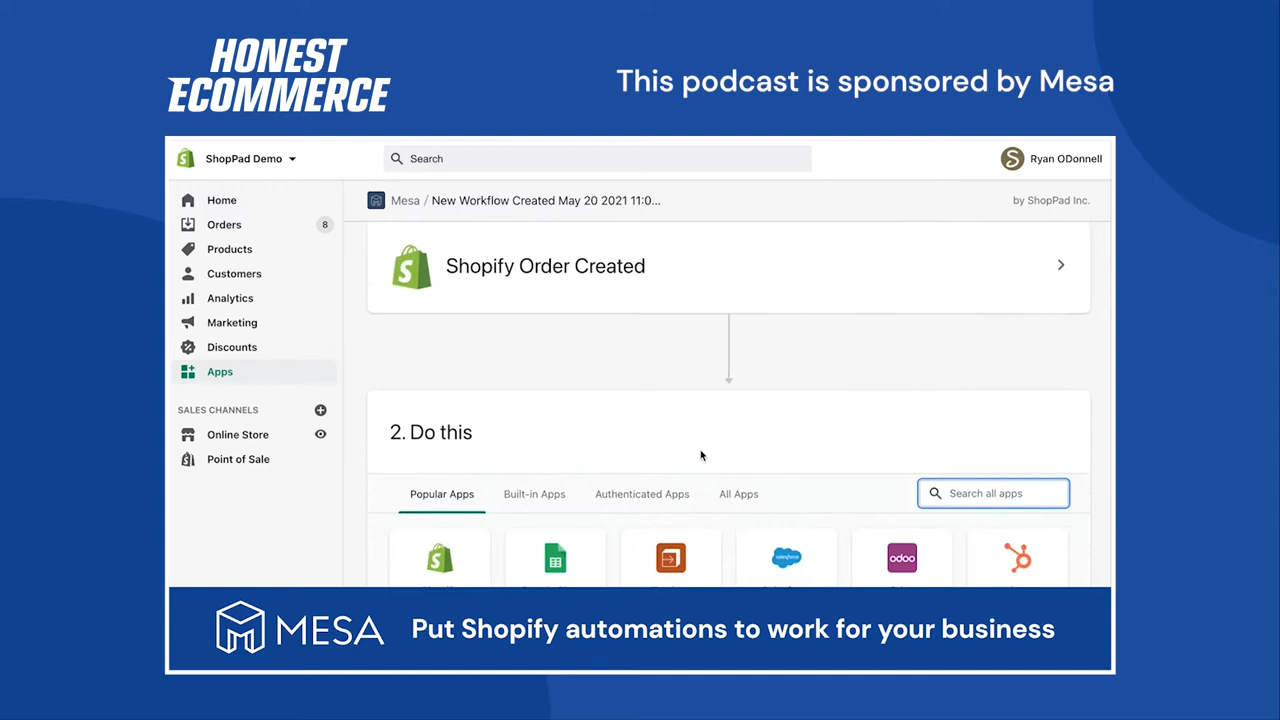 HONEST
ECOMMERCE
This podcast is sponsored by Mesa
ShopPad Demo
Search
Ryan ODonnell
Home
Mesa / New Workflow Created May 20 2021 11:0...
by ShopPad Inc.
Orders
8
Products
Shopify Order Created
Customers
Analytics
Marketing
Discounts
Apps
SALES CHANNELS
Online Store
Point of Sale
2. Do this
Popular Apps
Built-in Apps
Authenticated Apps
All Apps
Search all apps
salesforce
odoo
MESA
Put Shopify automations to work for your business